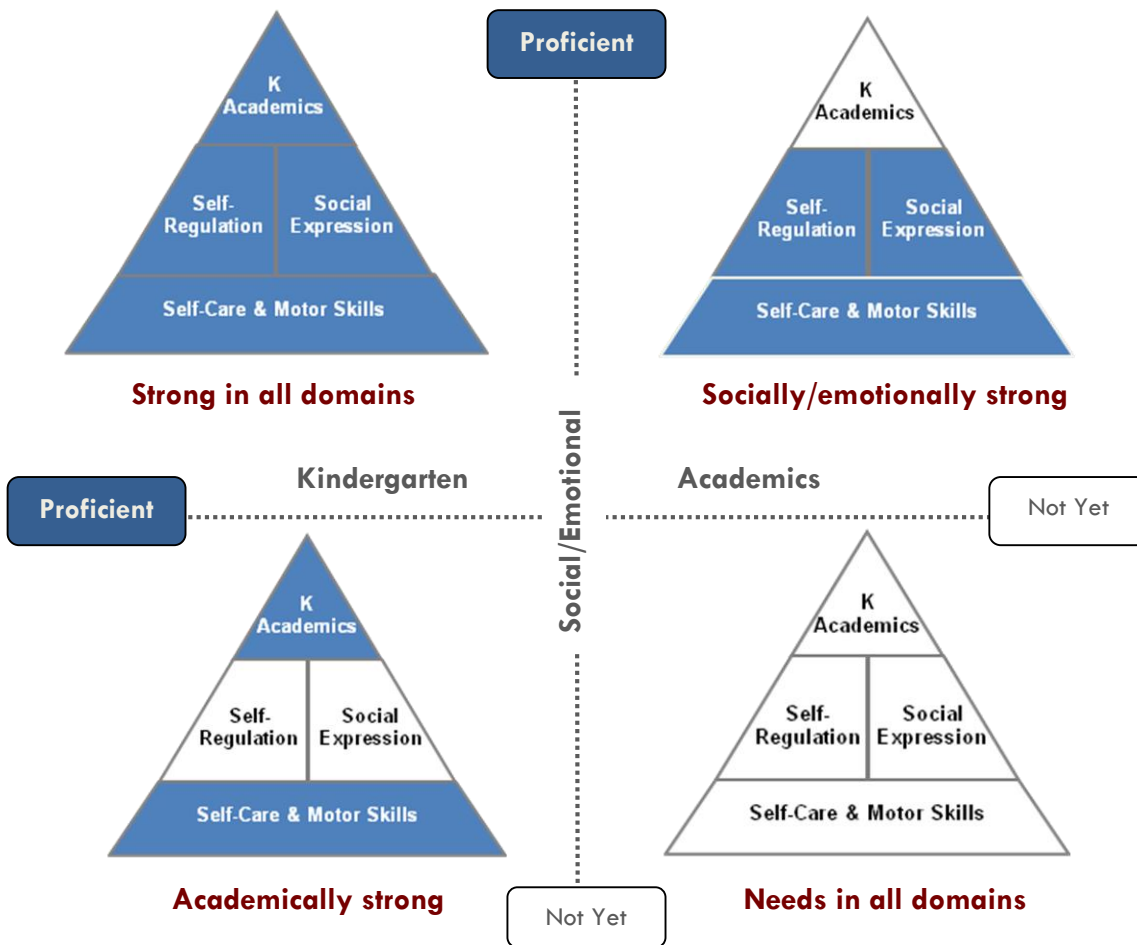 Proficient
K
Academics
Self-
Regulation
Social
Expression
Self-Care & Motor Skills
Strong in all domains
K
Academics
Self-
Regulation
Social
Expression
Self-Care & Motor Skills
Socially/emotionally strong
Kindergarten
Academics
Social/Emotional
Proficient
Not Yet
K
Academics
Self-
Regulation
Social
Expression
Self-Care & Motor Skills
Academically strong
K
Academics
Self-
Regulation
Social
Expression
Self-Care & Motor Skills
Needs in all domains
Not Yet